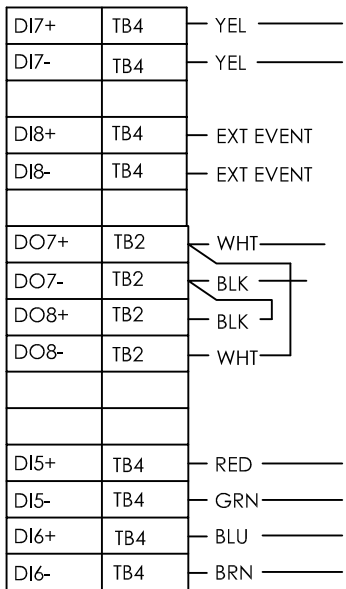 DI7+ TB4 YEL
DI7- TB4 YEL
DI8+ TB4 EXT EVENT
DI8- TB4 EXT EVENT
DO7+ TB2 WHT
DO7- TB2 BLK
DO8+ TB2 BLK
DO8- TB2 WHT
DI5+ TB4 RED
DI5- TB4 GRN
DI6+ TB4 BLU
DI6- TB4 BRN